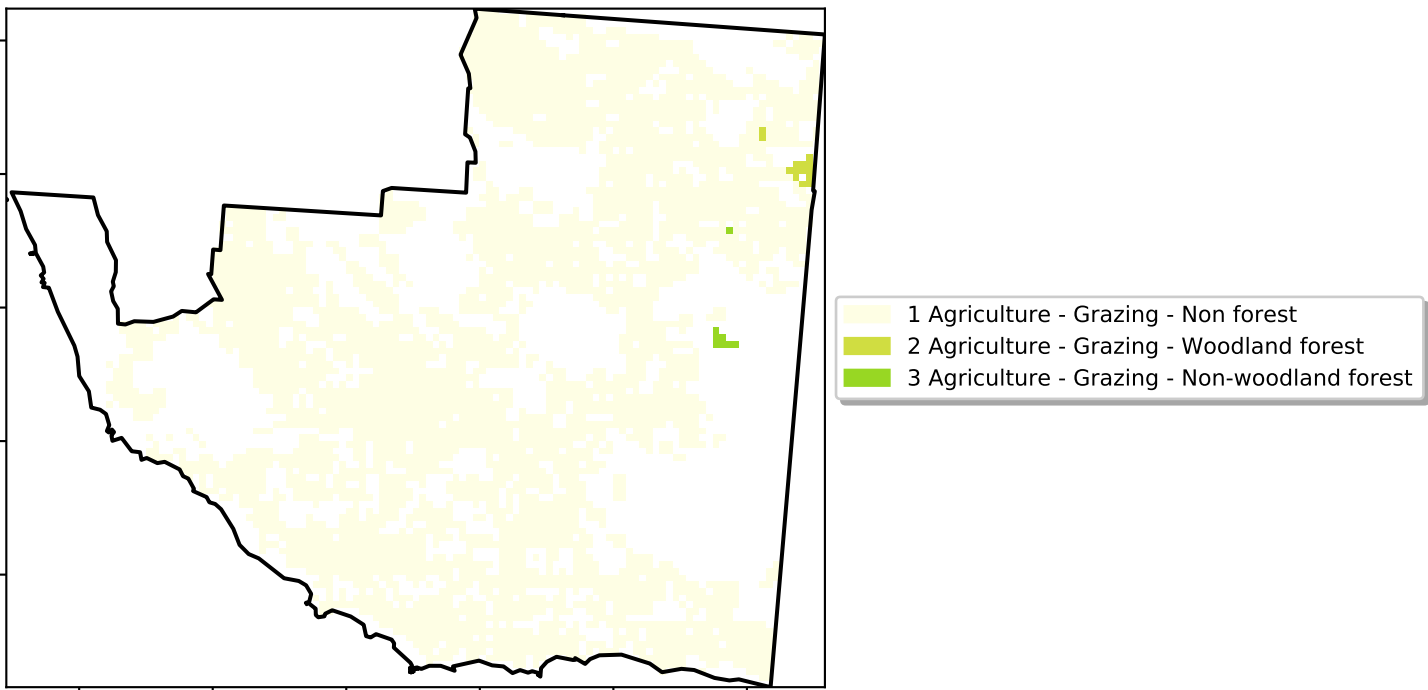 1 Agriculture - Grazing - Non forest
2 Agriculture - Grazing - Woodland forest
3 Agriculture - Grazing - Non-woodland forest